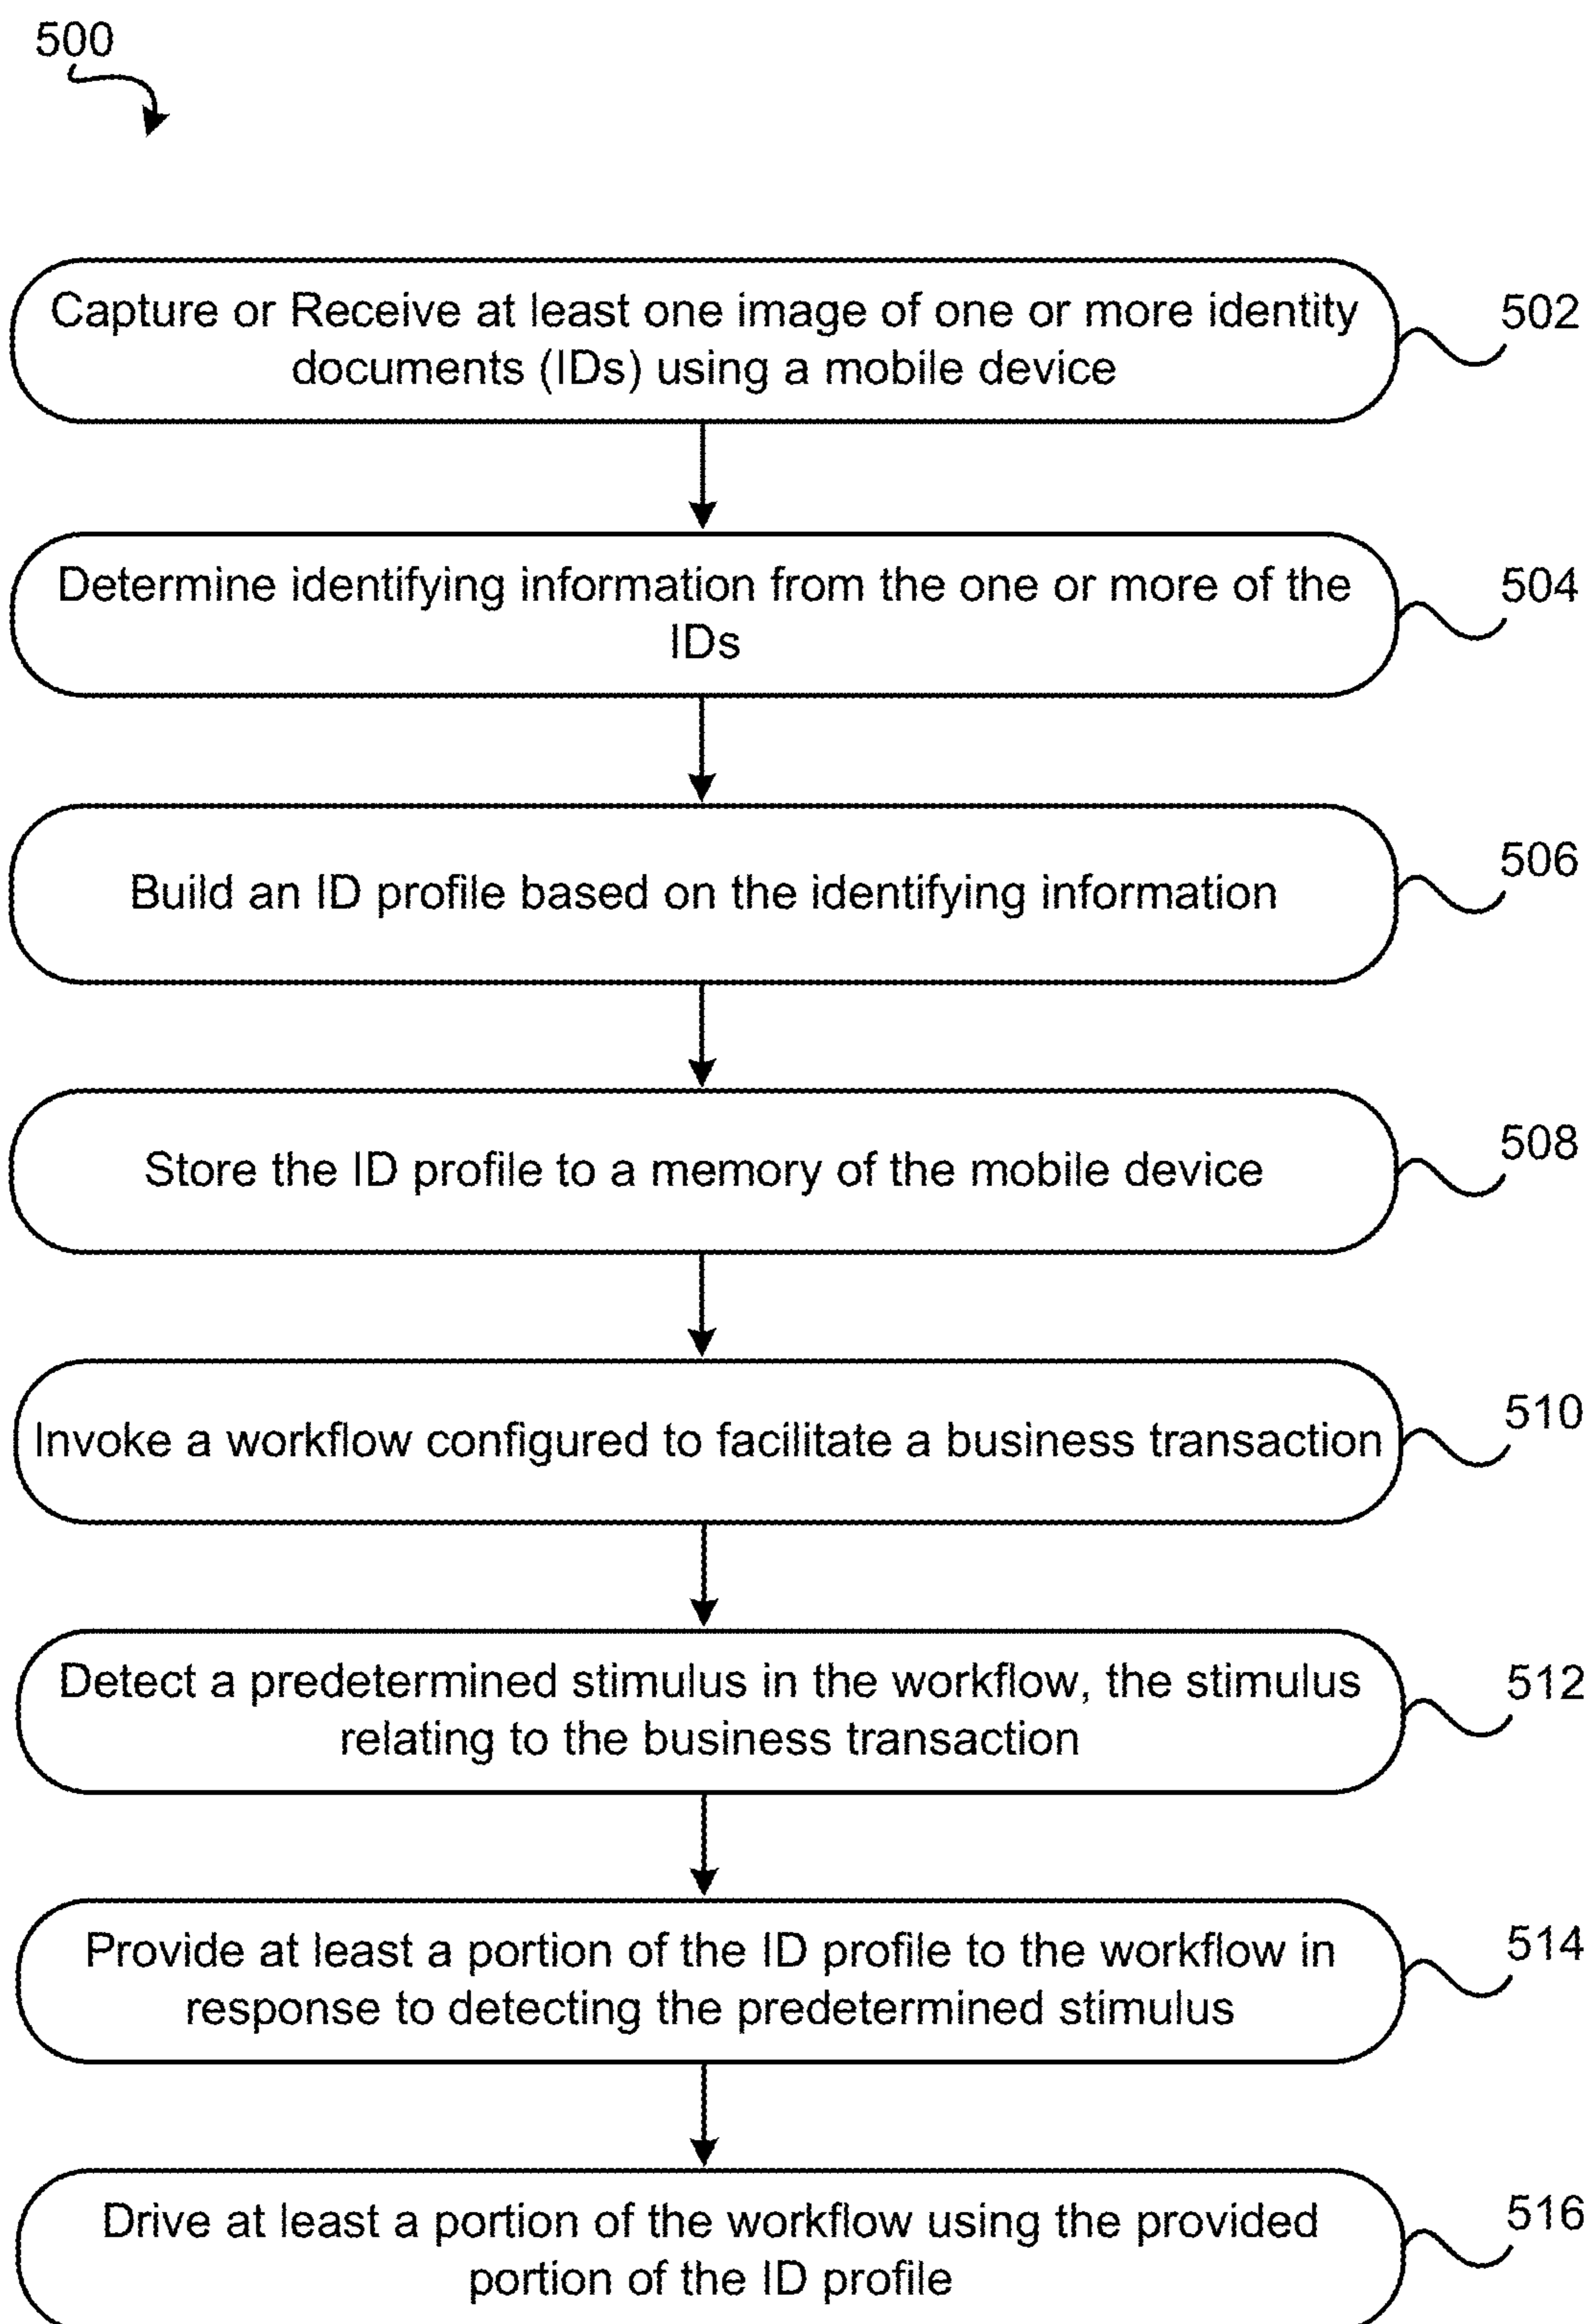 500
Capture or Receive at least one image of one or more identity
documents (IDs) using a mobile device
502
Determine identifying information from the one or more of the
IDs
504
Build an ID profile based on the identifying information
506
Store the ID profile to a memory of the mobile device
508
Invoke a workflow configured to facilitate a business transaction
510
Detect a predetermined stimulus in the workflow, the stimulus
relating to the business transaction
512
Provide at least a portion of the ID profile to the workflow in
response to detecting the predetermined stimulus
514
Drive at least a portion of the workflow using the provided
portion of the ID profile
516